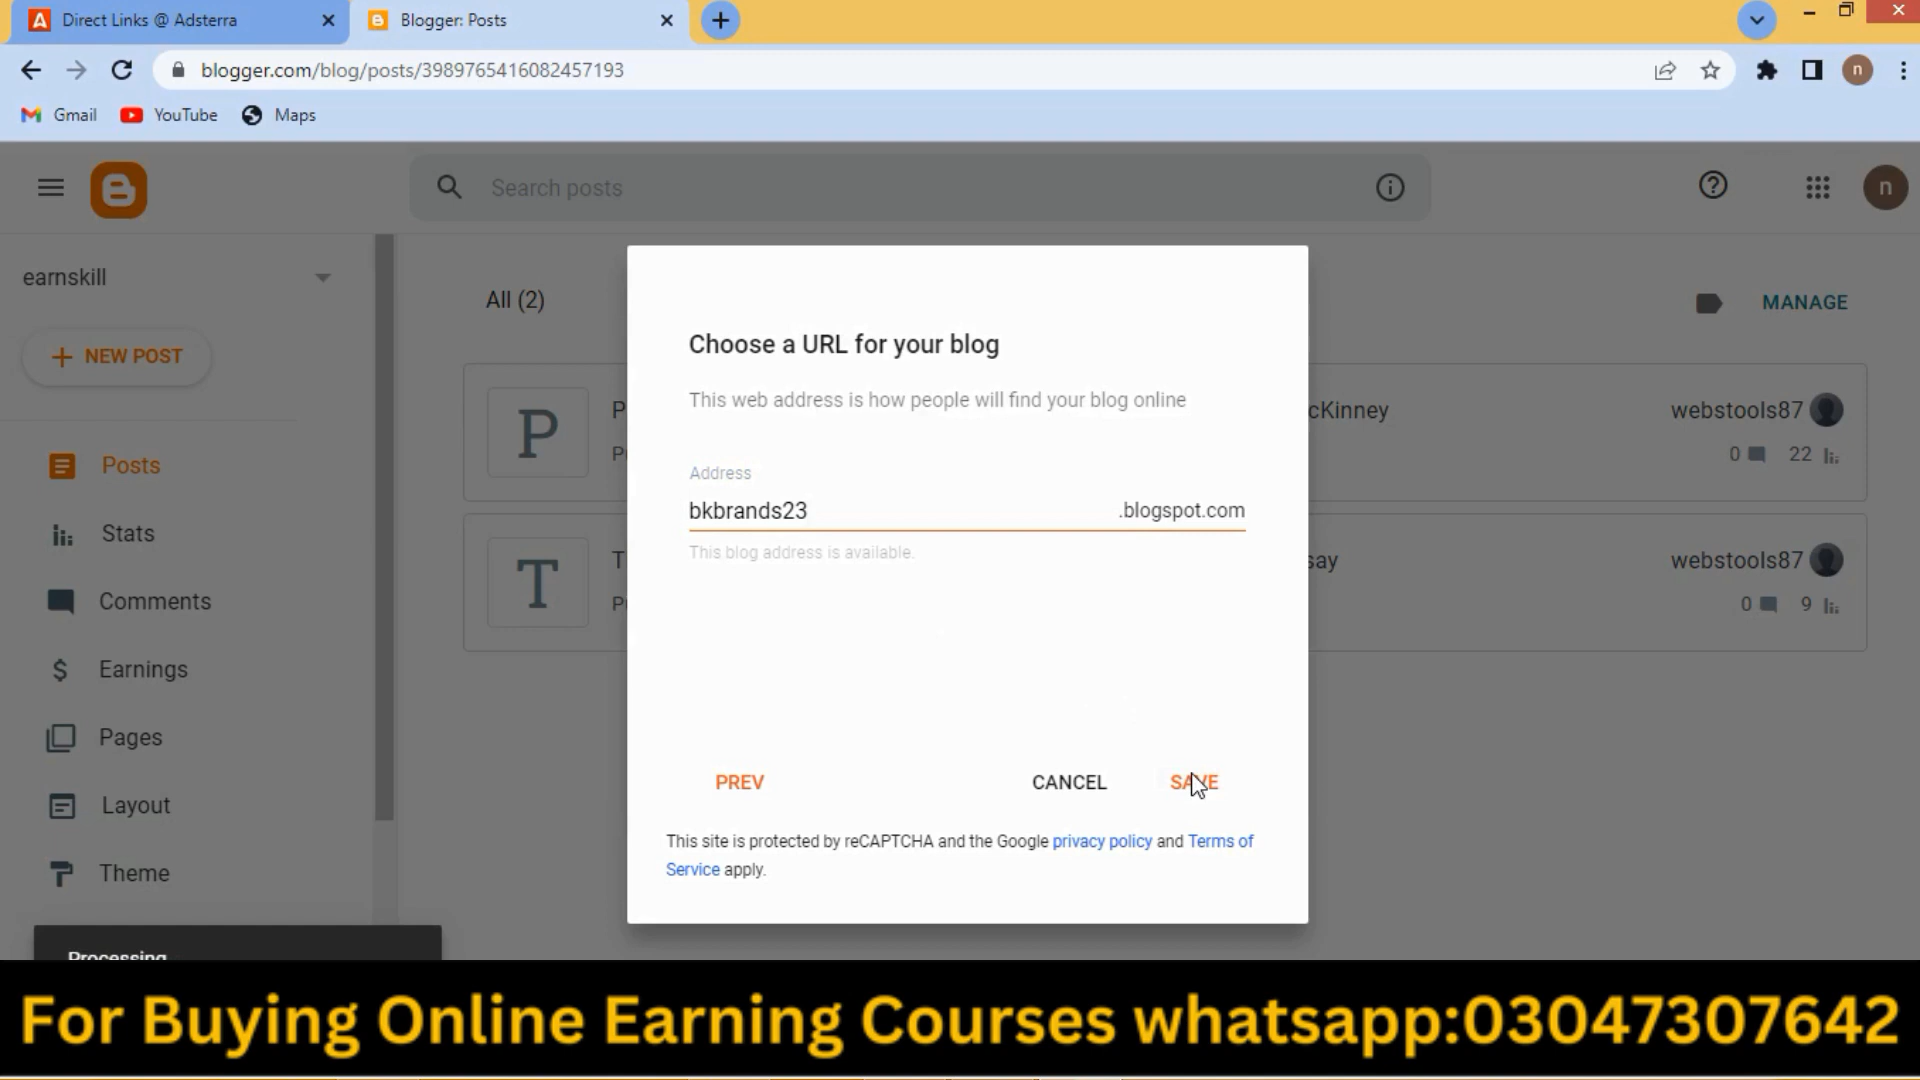 Direct Links @ Adsterra
Blogger: Posts
blogger.com/blog/posts/3989765416082457193
n
Gmail
YouTube
Maps
Search posts
n
earnskill
All (2)
MANAGE
NEW POST
Choose a URL for your blog
This web address is how people will find your blog online
P
P
cKinney
webstools87
P
0
22
Posts
Address
bkbrands23
.blogspot.com
This blog address is available.
Stats
T
T
say
webstools87
P
0
9
Comments
Earnings
Pages
Layout
Theme
PREV
CANCEL
SAVE
This site is protected by reCAPTCHA and the Google privacy policy and Terms of
Service apply.
Processing
For Buying Online Earning Courses whatsapp:03047307642